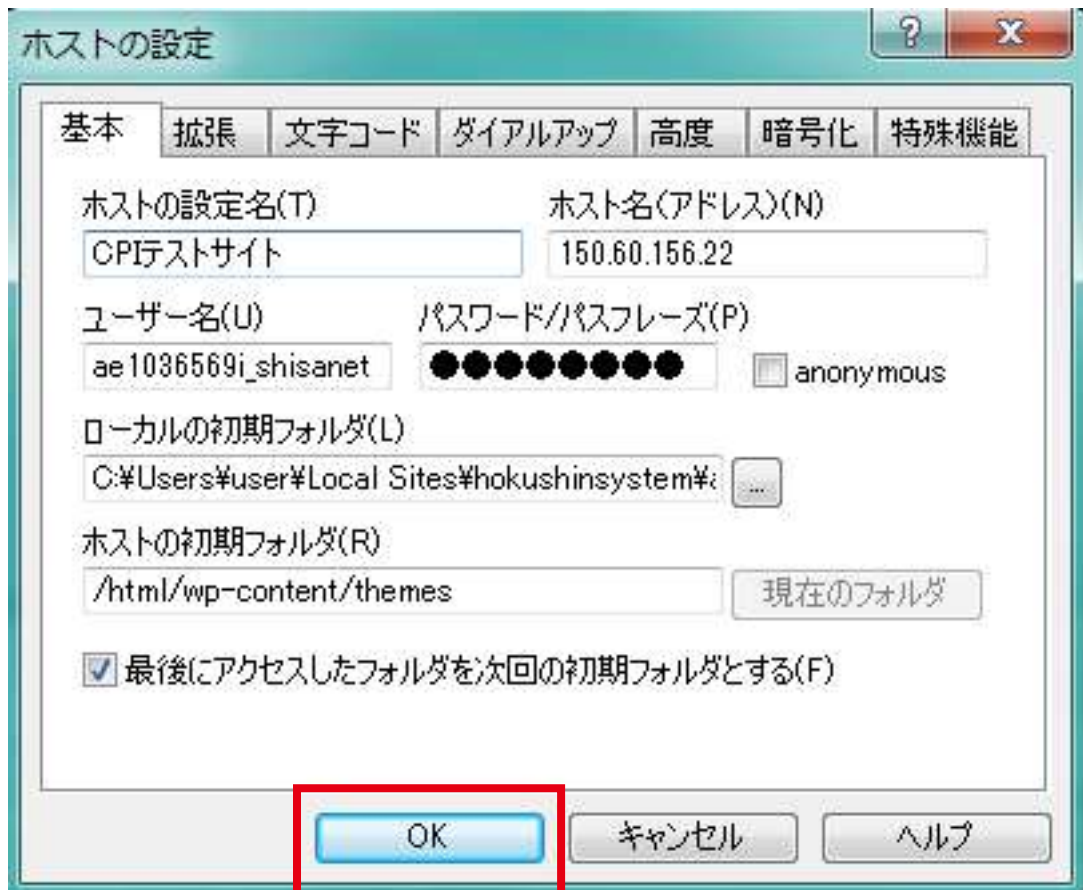 ホストの設定
基本 拡張 文字コード ダイアルアップ 高度 暗号化 特殊機能
ホストの設定名(T) ホスト名(アドレス)(N)
CPIテストサイト 150.60.156.22
ユーザー名(U) パスワード/パスフレーズ(P)
ae1036569i_shisanet ●●●●●●●● anonymous
ローカルの初期フォルダ(L)
C:¥Users¥user¥Local Sites¥hokushinsystem¥ ...
ホストの初期フォルダ(R)
/html/wp-content/themes 現在のフォルダ
最後にアクセスしたフォルダを次回の初期フォルダとする(F)
OK キャンセル ヘルプ